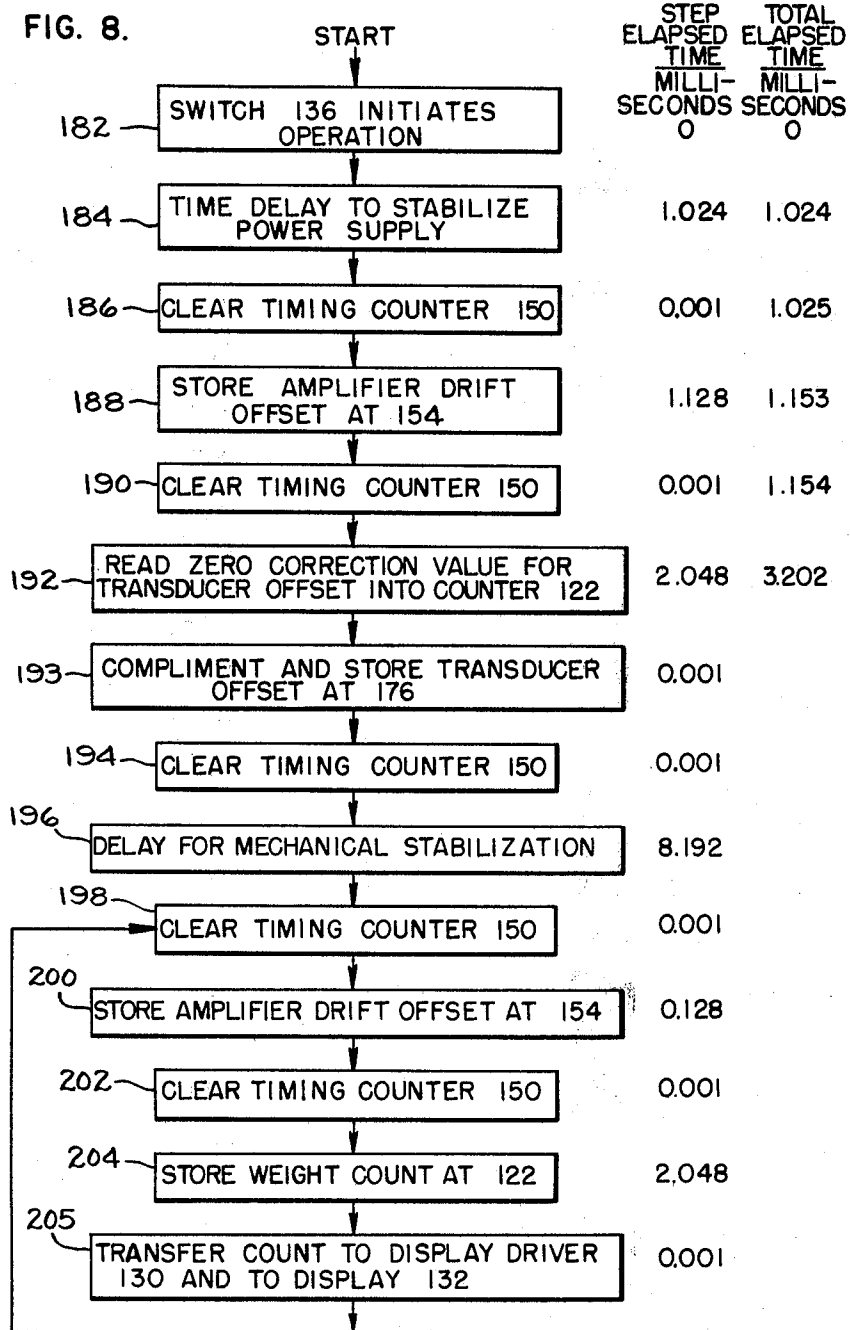 FIG. 8.
START
STEP ELAPSED TIME
MILLI-SECONDS
TOTAL ELAPSED TIME
MILLI-SECONDS
182
SWITCH 136 INITIATES
OPERATION
0 0
184
TIME DELAY TO STABILIZE
POWER SUPPLY
1.024 1.024
186
CLEAR TIMING COUNTER 150
0.001 1.025
188
STORE AMPLIFIER DRIFT
OFFSET AT 154
1.128 1.153
190
CLEAR TIMING COUNTER 150
0.001 1.154
192
READ ZERO CORRECTION VALUE FOR
TRANSDUCER OFFSET INTO COUNTER 122
2.048 3.202
193
COMPLIMENT AND STORE TRANSDUCER
OFFSET AT 176
0.001
194
CLEAR TIMING COUNTER 150
0.001
196
DELAY FOR MECHANICAL STABILIZATION
8.192
198
CLEAR TIMING COUNTER 150
0.001
200
STORE AMPLIFIER DRIFT OFFSET AT 154
0.128
202
CLEAR TIMING COUNTER 150
0.001
204
STORE WEIGHT COUNT AT 122
2.048
205
TRANSFER COUNT TO DISPLAY DRIVER
130 AND TO DISPLAY 132
0.001